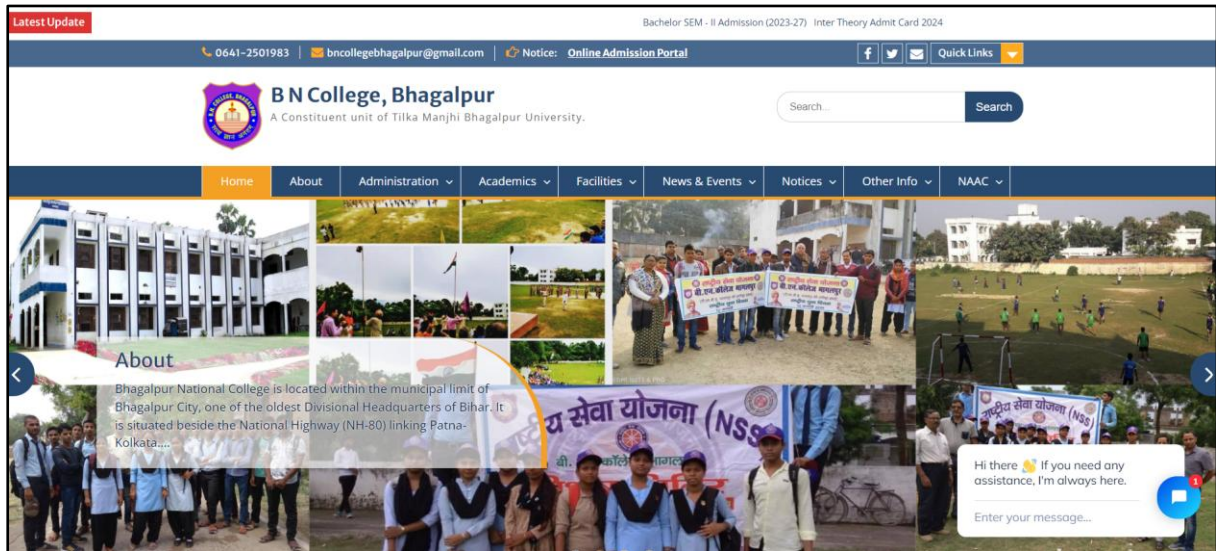 Latest Update
Bachelor SEM - II Admission (2023-27) Inter Theory Admit Card 2024
0641-2501983 bncollegebhagalpur@gmail.com Notice: Online Admission Portal Quick Links
B N College, Bhagalpur
A Constituent unit of Tilka Manjhi Bhagalpur University.
Search... Search
Home About Administration Academics Facilities News & Events Notices Other Info NAAC
राष्ट्रीय सेवा योजना
बी.एन.कॉलेज भागलपुर
About
Bhagalpur National College is located within the municipal limit of
Bhagalpur City, one of the oldest Divisional Headquarters of Bihar. It
is situated beside the National Highway (NH-80) linking Patna-
Kolkata....
सेवा योजना (NSS)
राष्ट्रीय सेवा योजना (NSS)
Hi there 👋 If you need any
assistance, I'm always here.
Enter your message...
1